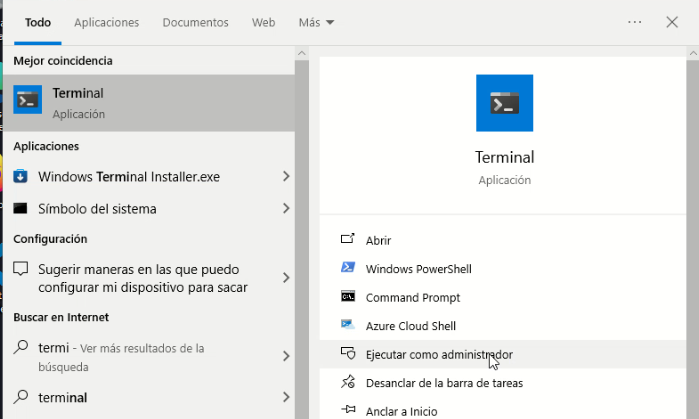 Todo Aplicaciones Documentos Web Más
Mejor coincidencia
Terminal
Aplicación
Aplicaciones
Windows Terminal Installer.exe
Símbolo del sistema
Configuración
Sugerir maneras en las que puedo
configurar mi dispositivo para sacar
Buscar en Internet
termi - Ver más resultados de la
búsqueda
terminal
Terminal
Aplicación
Abrir
Windows PowerShell
Command Prompt
Azure Cloud Shell
Ejecutar como administrador
Desanclar de la barra de tareas
Anclar a Inicio